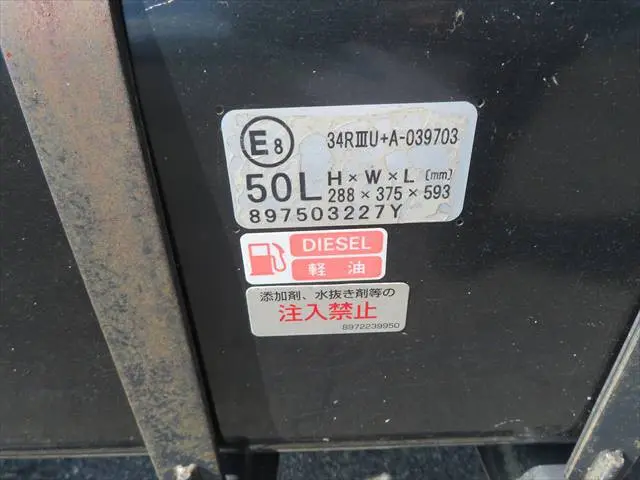 E8
34RⅢU+A-039703
50L
H×W×L [mm]
288×375×593
897503227Y
DIESEL
軽油
添加剤、水抜き剤等の
注入禁止
8972239950